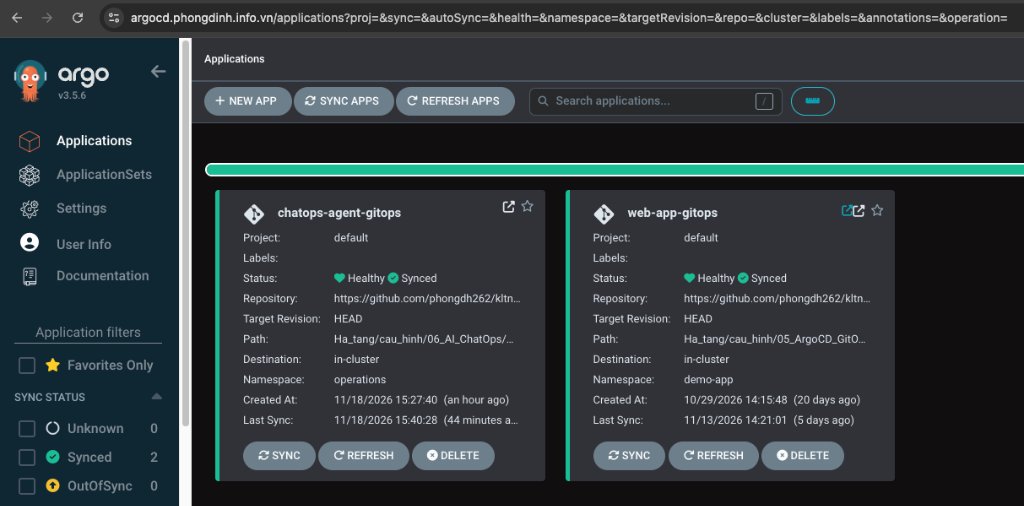 argocd.phongdinh.info.vn/applications?proj=&sync=&autoSync=&health=&namespace=&targetRevision=&repo=&cluster=&labels=&annotations=&operation=
argo
v3.5.6
Applications
ApplicationSets
Settings
User Info
Documentation
Application filters
Favorites Only
SYNC STATUS
Unknown 0
Synced 2
OutOfSync 0
Applications
+ NEW APP SYNC APPS REFRESH APPS Search applications... /
chatops-agent-gitops
Project: default
Labels:
Status: Healthy Synced
Repository: https://github.com/phongdh262/kltn...
Target Revision: HEAD
Path: Ha_tang/cau_hinh/06_AI_ChatOps/...
Destination: in-cluster
Namespace: operations
Created At: 11/18/2026 15:27:40 (an hour ago)
Last Sync: 11/18/2026 15:40:28 (44 minutes a...
SYNC REFRESH DELETE
web-app-gitops
Project: default
Labels:
Status: Healthy Synced
Repository: https://github.com/phongdh262/kltn...
Target Revision: HEAD
Path: Ha_tang/cau_hinh/05_ArgoCD_GitO...
Destination: in-cluster
Namespace: demo-app
Created At: 10/29/2026 14:15:48 (20 days ago)
Last Sync: 11/13/2026 14:21:01 (5 days ago)
SYNC REFRESH DELETE